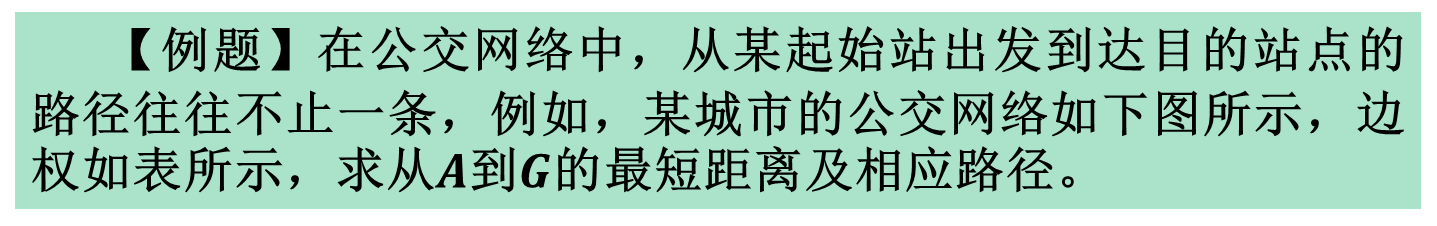 【例题】在公交网络中，从某起始站出发到达目的站点的
路径往往不止一条，例如，某城市的公交网络如下图所示，边
权如表所示，求从A到G的最短距离及相应路径。